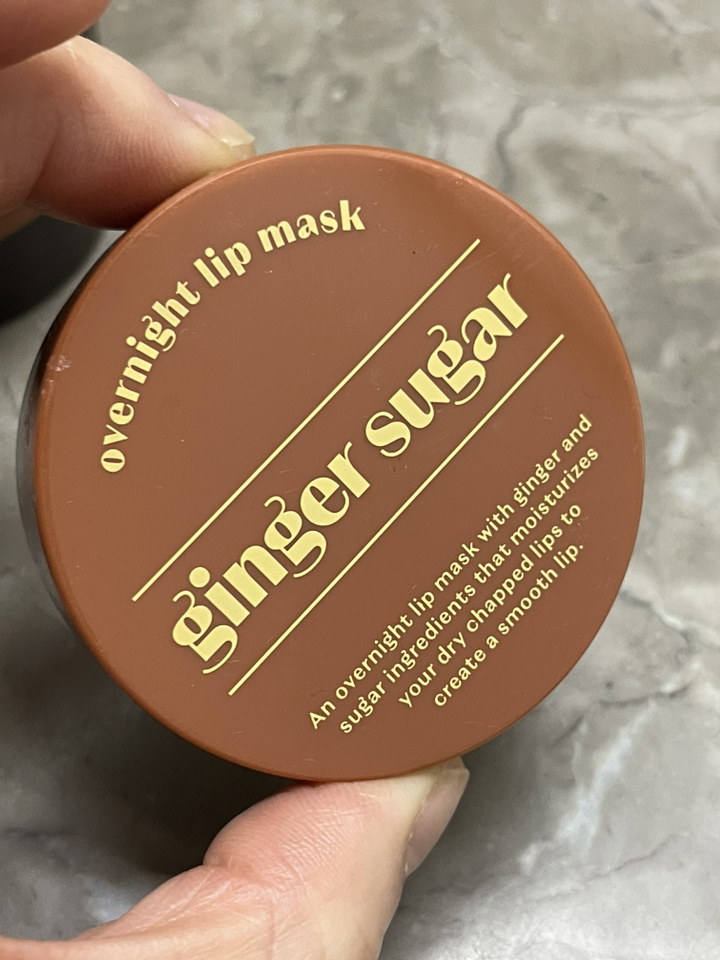 overnight lip mask
ginger sugar
An overnight lip mask with ginger and
sugar ingredients that moisturizes
your dry chapped lips to
create a smooth lip.